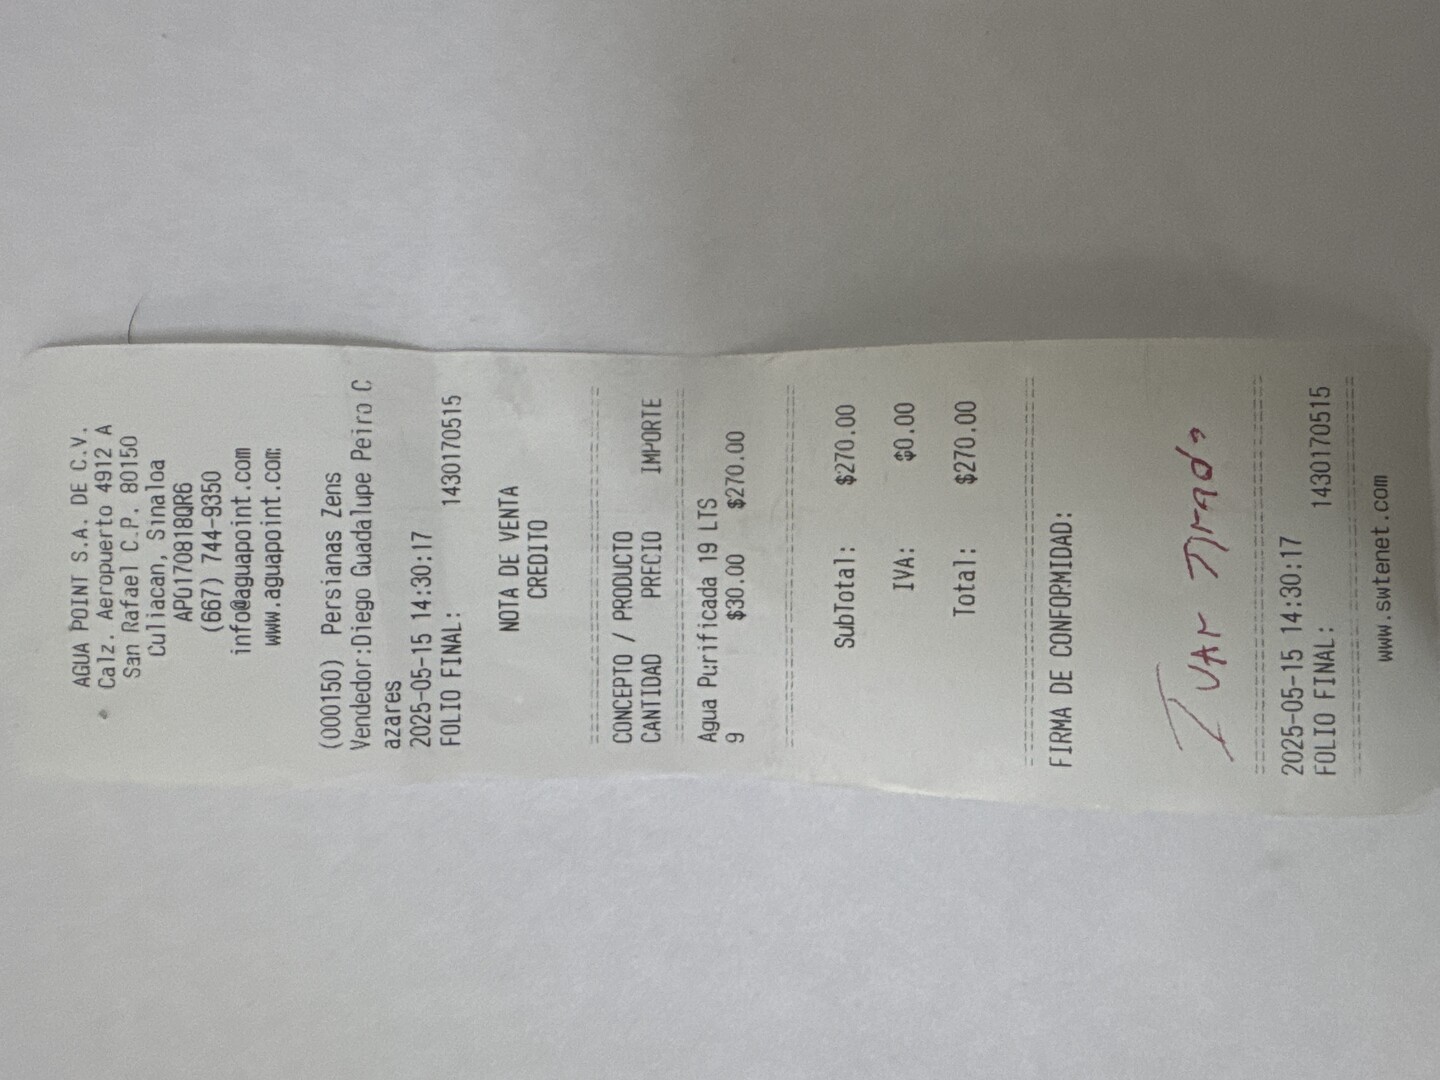 AGUA POINT S.A. DE C.V.
Calz. Aeropuerto 4912 A
San Rafael C.P. 80150
Culiacan, Sinaloa
APO170818QR6
(667) 744-9350
info@aguapoint.com
www.aguapoint.com
(000150) Persianas Zens
Vendedor:Diego Guadalupe Peiro C
azares
2025-05-15 14:30:17
FOLIO FINAL: 1430170515
NOTA DE VENTA
CREDITO
CONCEPTO / PRODUCTO
CANTIDAD PRECIO IMPORTE
Agua Purificada 19 LTS
9 $30.00 $270.00
SubTotal: $270.00
IVA: $0.00
Total: $270.00
FIRMA DE CONFORMIDAD:
Ivan Tirado
2025-05-15 14:30:17
FOLIO FINAL: 1430170515
www.swtenet.com